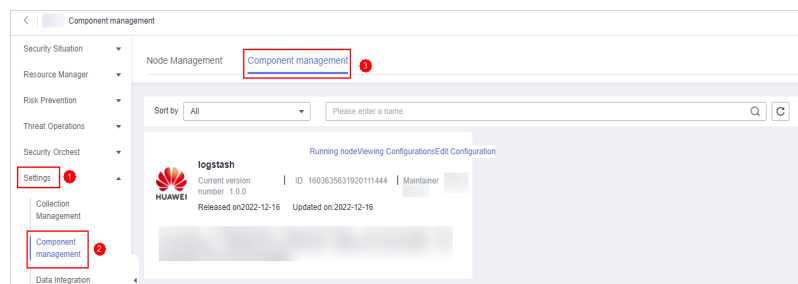 Component management
Security Situation
Resource Manager
Risk Prevention
Threat Operations
Security Orchest
Settings 1
Collection
Management
Component
management 2
Data Integration
Node Management Component management 3
Sort by All Please enter a name.
Running nodeViewing ConfigurationsEdit Configuration
logstash
HUAWEI
Current version
number 1.0.0
ID 1603635631920111444
Maintainer
Released on2022-12-16 Updated on:2022-12-16